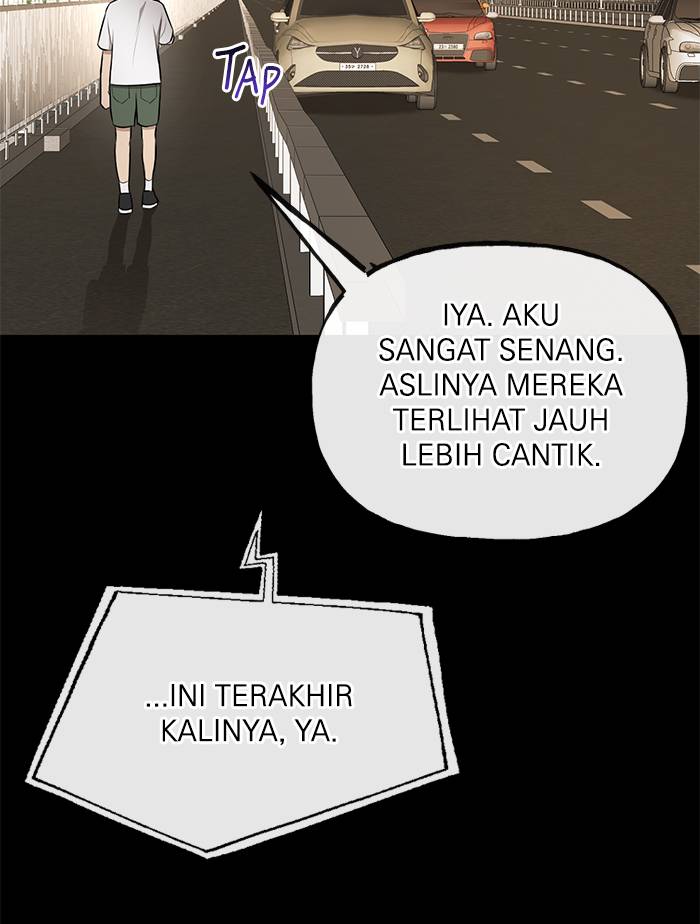 TAP
IYA. AKU
SANGAT SENANG.
ASLINYA MEREKA
TERLIHAT JAUH
LEBIH CANTIK.
...INI TERAKHIR
KALINYA, YA.